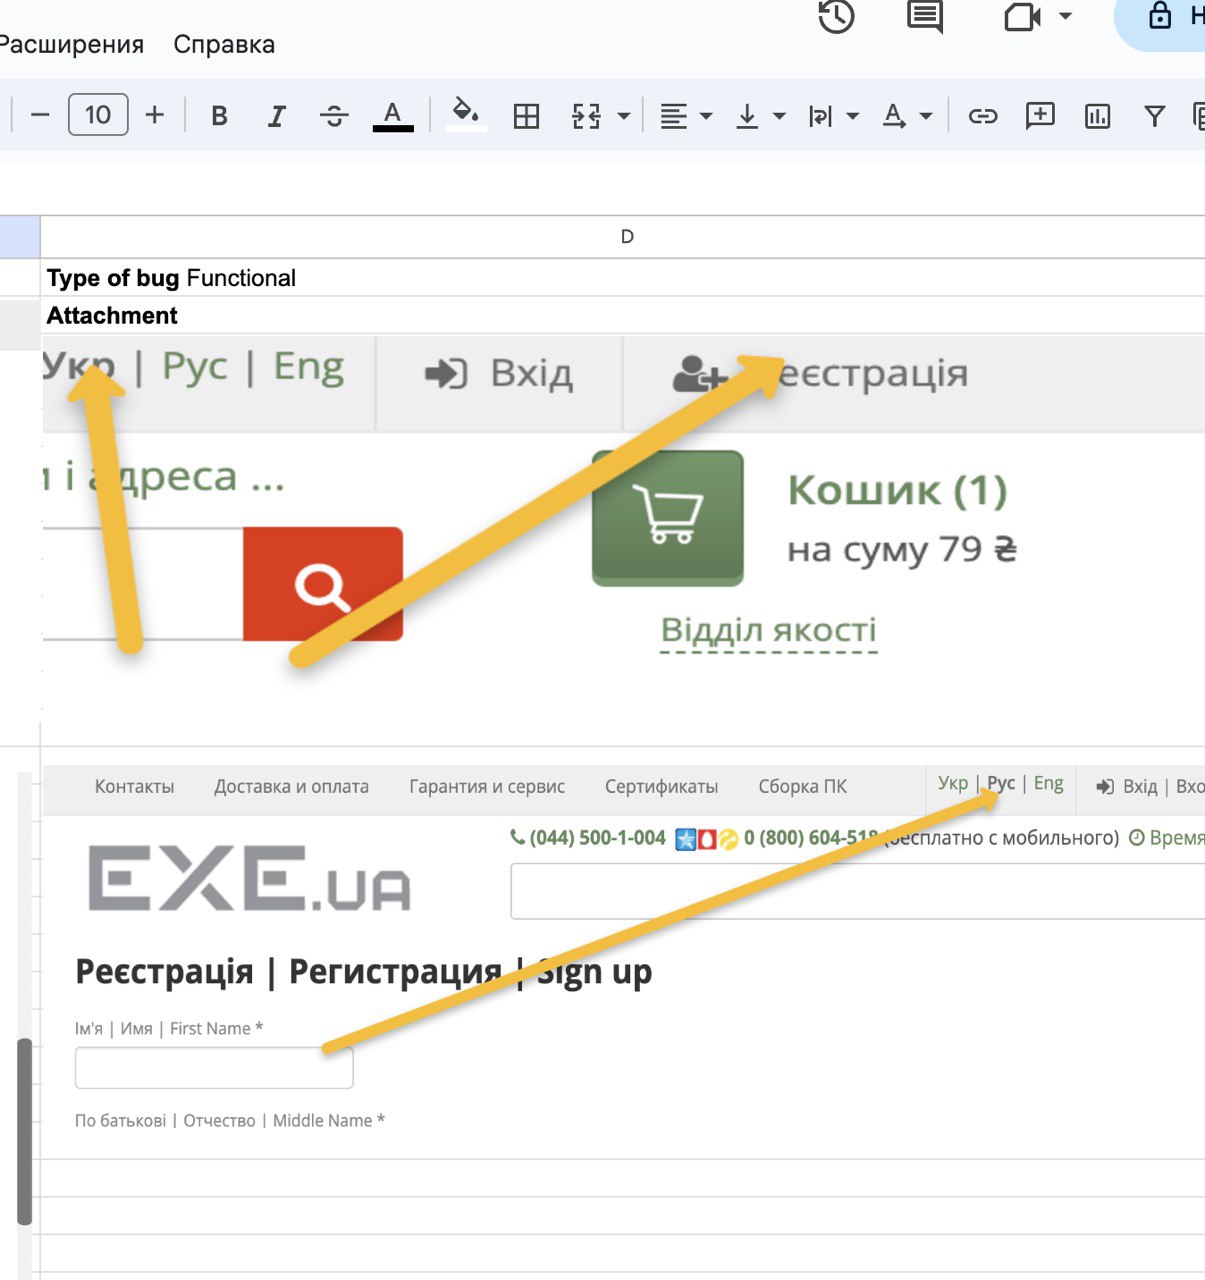 Расширения Справка
10
B I S A
D
Type of bug Functional
Attachment
Укр | Рус | Eng Вхід еєстрація
і адреса ...
Кошик (1)
на суму 79 ₴
Відділ якості
Контакты Доставка и оплата Гарантия и сервис Сертификаты Сборка ПК Укр | Рус | Eng Вхід | Вхо
(044) 500-1-004 0 (800) 604-518 (бесплатно с мобильного) Время
EXE.UA
Реєстрація | Регистрация | Sign up
Ім'я | Имя | First Name *
По батькові | Отчество | Middle Name *